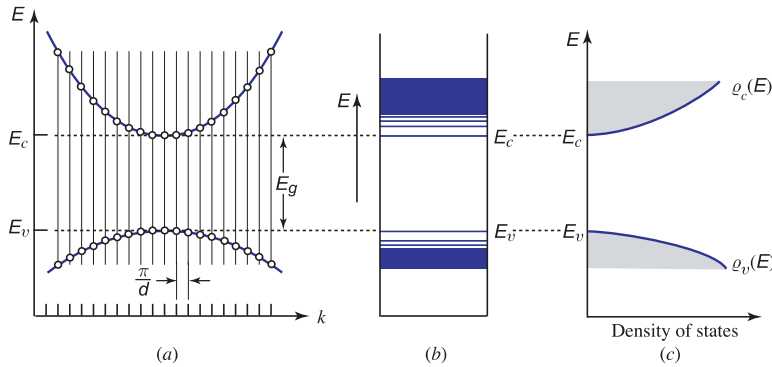 E
E_c
E_v
E_g
π/d
k
(a)
E
E_c
E_v
(b)
E
ϱ_c(E)
E_c
E_v
ϱ_v(E)
Density of states
(c)